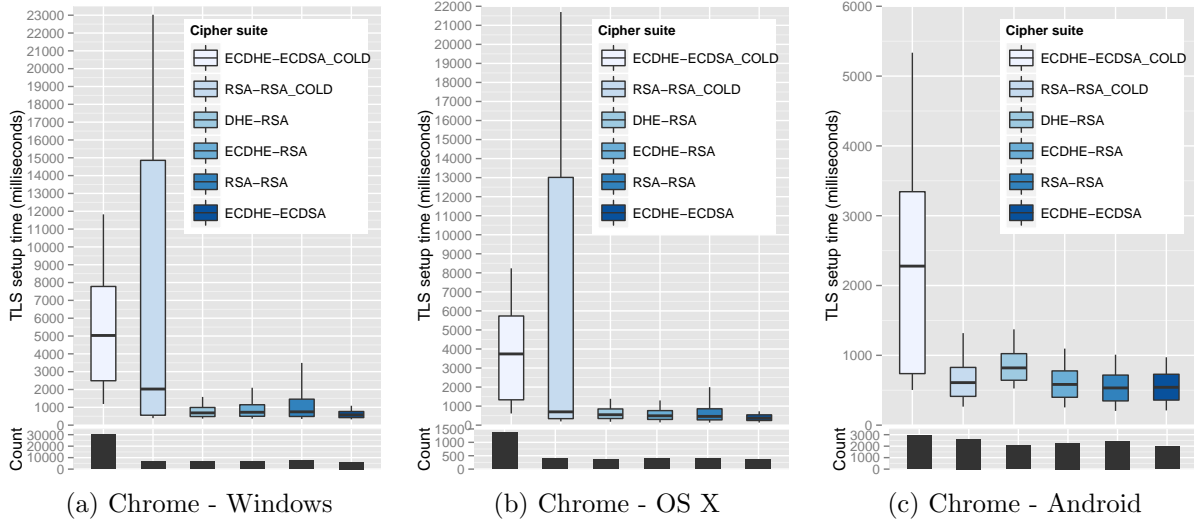 TLS setup time (milliseconds)
23000
22000
21000
20000
19000
18000
17000
16000
15000
14000
13000
12000
11000
10000
9000
8000
7000
6000
5000
4000
3000
2000
1000
0
Cipher suite
ECDHE−ECDSA_COLD
RSA−RSA_COLD
DHE−RSA
ECDHE−RSA
RSA−RSA
ECDHE−ECDSA
Count
30000
20000
10000
0
(a) Chrome - Windows
TLS setup time (milliseconds)
22000
21000
20000
19000
18000
17000
16000
15000
14000
13000
12000
11000
10000
9000
8000
7000
6000
5000
4000
3000
2000
1000
0
Cipher suite
ECDHE−ECDSA_COLD
RSA−RSA_COLD
DHE−RSA
ECDHE−RSA
RSA−RSA
ECDHE−ECDSA
Count
1500
1000
500
0
(b) Chrome - OS X
TLS setup time (milliseconds)
6000
5000
4000
3000
2000
1000
0
Cipher suite
ECDHE−ECDSA_COLD
RSA−RSA_COLD
DHE−RSA
ECDHE−RSA
RSA−RSA
ECDHE−ECDSA
Count
3000
2000
1000
0
(c) Chrome - Android